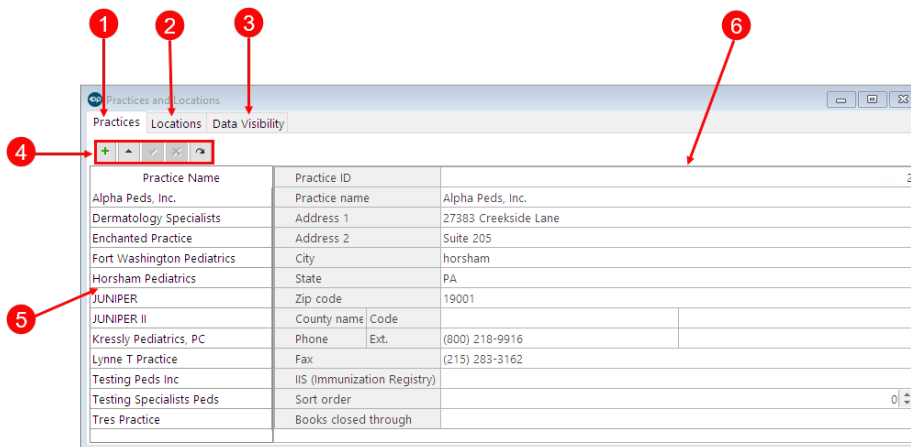 1 2 3 6
op Practices and Locations
Practices Locations Data Visibility
4
Practice Name Practice ID 2
Alpha Peds, Inc. Practice name Alpha Peds, Inc.
Dermatology Specialists Address 1 27383 Creekside Lane
Enchanted Practice Address 2 Suite 205
Fort Washington Pediatrics City horsham
Horsham Pediatrics State PA
5 JUNIPER Zip code 19001
JUNIPER II County name Code
Kressly Pediatrics, PC Phone Ext. (800) 218-9916
Lynne T Practice Fax (215) 283-3162
Testing Peds Inc IIS (Immunization Registry)
Testing Specialists Peds Sort order 0
Tres Practice Books closed through